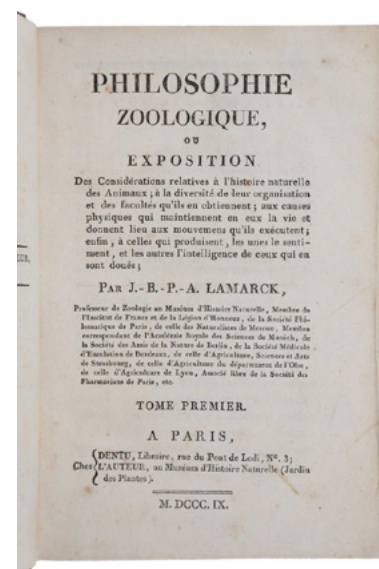 PHILOSOPHIE
ZOOLOGIQUE,
OU
EXPOSITION
Des Considérations relatives à l'histoire naturelle
des Animaux; à la diversité de leur organisation
et des facultés qu'ils en obtiennent; aux causes
physiques qui maintiennent en eux la vie et
donnent lieu aux mouvemens qu'ils exécutent;
enfin, à celles qui produisent, les unes le senti-
ment, et les autres l'intelligence de ceux qui en
sont doués;
PAR J.-B.-P.-A. LAMARCK,
Professeur de Zoologie au Muséum d'Histoire Naturelle, Membre de
l'Institut de France et de la Légion d'Honneur, de la Société Phi-
lomatique de Paris, de celle des Naturalistes de Moscou, Membre
correspondant de l'Académie Royale des Sciences de Munich, de
la Société des Amis de la Nature de Berlin, de la Société Médicale
d'Émulation de Bordeaux, de celle d'Agriculture, Sciences et Arts
de Strasbourg, de celle d'Agriculture du département de l'Oise,
de celle d'Agriculture de Lyon, Associé libre de la Société des
Pharmaciens de Paris, etc.
TOME PREMIER.
A PARIS,
Chez
DENTU, Libraire, rue du Pont de Lodi, N°. 3;
L'AUTEUR, au Muséum d'Histoire Naturelle (Jardin
des Plantes).
M. DCCC. IX.